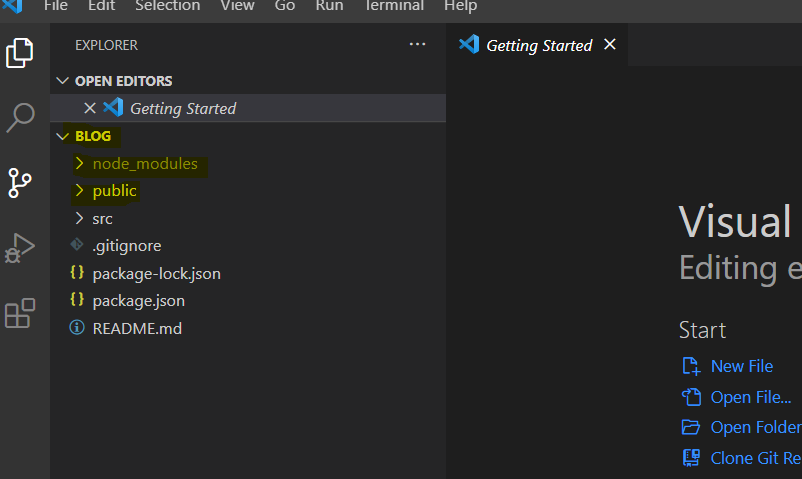 File Edit Selection View Go Run Terminal Help
EXPLORER
Getting Started
OPEN EDITORS
Getting Started
BLOG
node_modules
public
src
.gitignore
package-lock.json
package.json
README.md
Visual
Editing e
Start
New File
Open File...
Open Folder
Clone Git Re